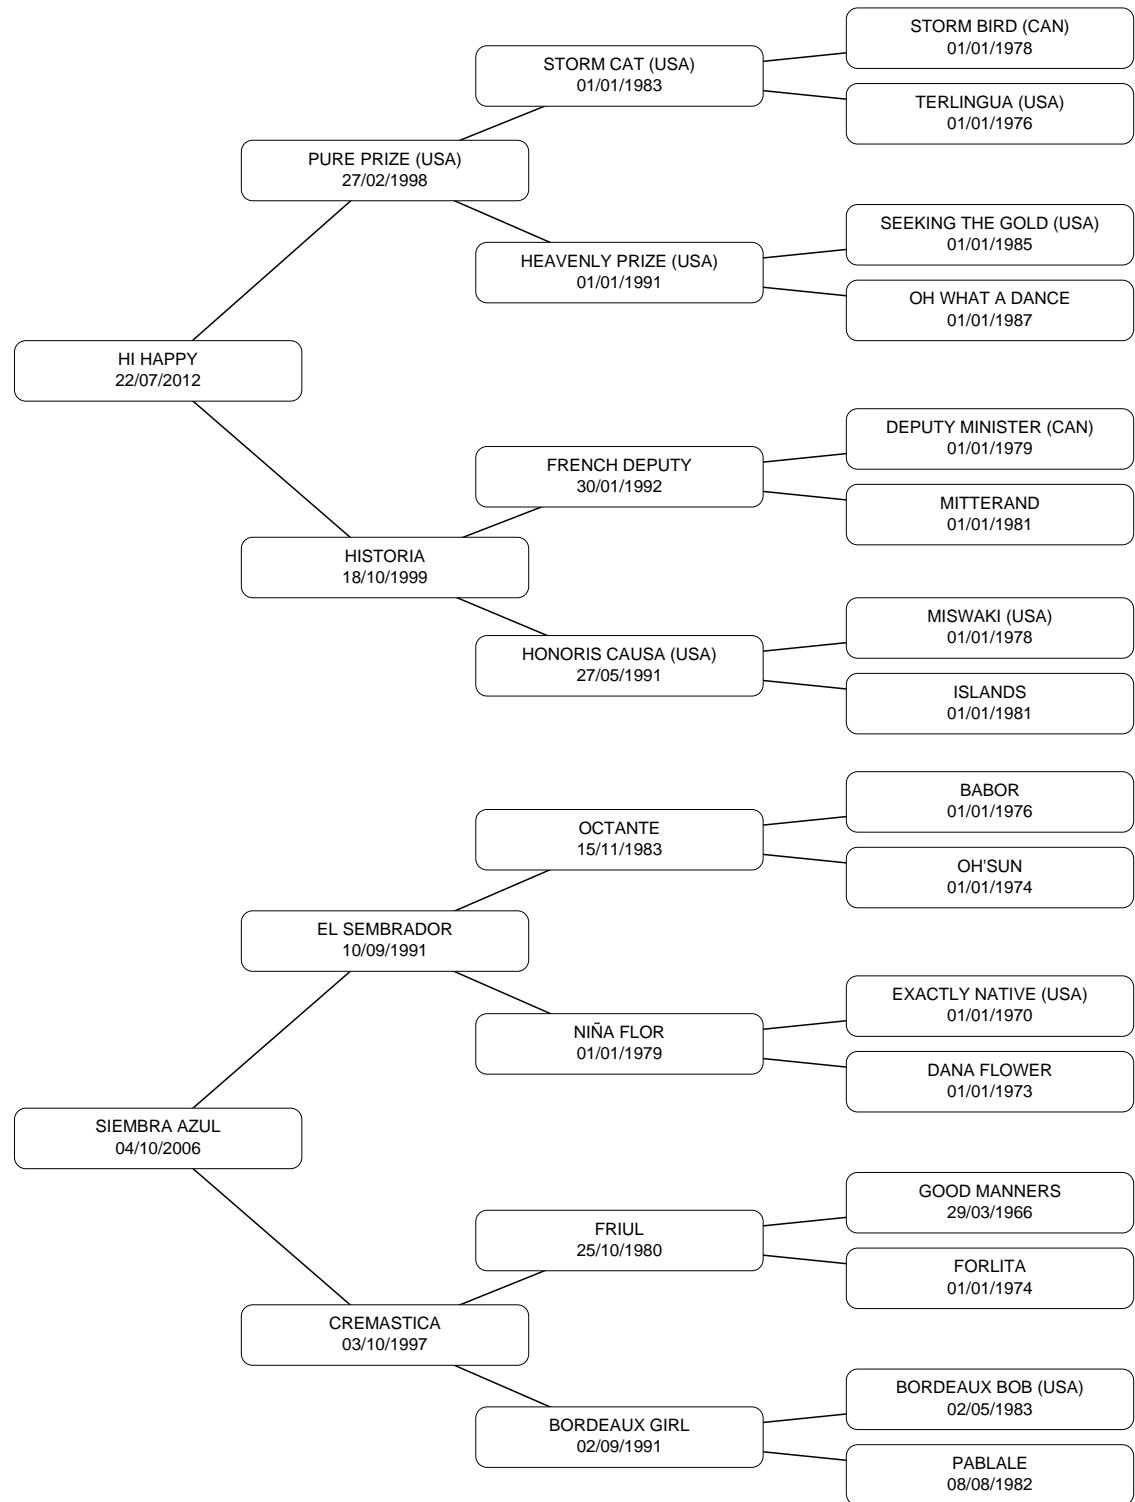 STORM BIRD (CAN)
01/01/1978
STORM CAT (USA)
01/01/1983
TERLINGUA (USA)
01/01/1976
PURE PRIZE (USA)
27/02/1998
SEEKING THE GOLD (USA)
01/01/1985
HEAVENLY PRIZE (USA)
01/01/1991
OH WHAT A DANCE
01/01/1987
HI HAPPY
22/07/2012
DEPUTY MINISTER (CAN)
01/01/1979
FRENCH DEPUTY
30/01/1992
MITTERAND
01/01/1981
HISTORIA
18/10/1999
MISWAKI (USA)
01/01/1978
HONORIS CAUSA (USA)
27/05/1991
ISLANDS
01/01/1981
BABOR
01/01/1976
OCTANTE
15/11/1983
OH'SUN
01/01/1974
EL SEMBRADOR
10/09/1991
EXACTLY NATIVE (USA)
01/01/1970
NIÑA FLOR
01/01/1979
DANA FLOWER
01/01/1973
SIEMBRA AZUL
04/10/2006
GOOD MANNERS
29/03/1966
FRIUL
25/10/1980
FORLITA
01/01/1974
CREMASTICA
03/10/1997
BORDEAUX BOB (USA)
02/05/1983
BORDEAUX GIRL
02/09/1991
PABLALE
08/08/1982